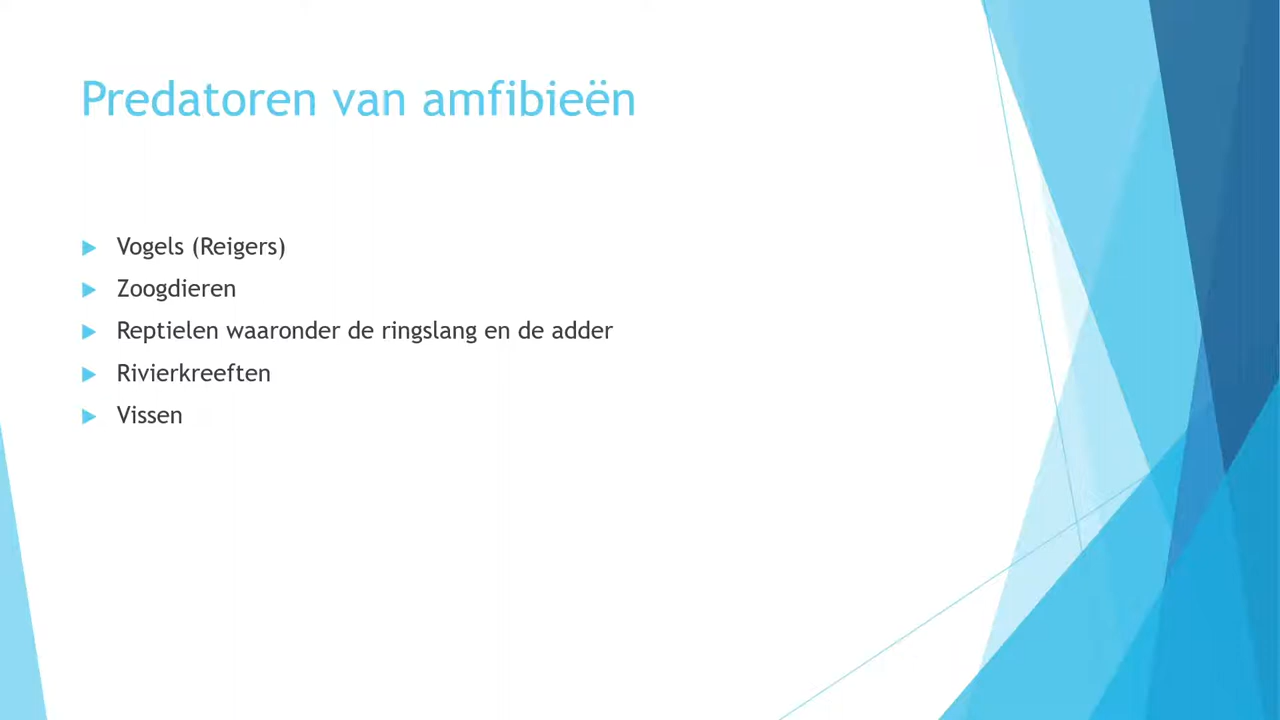 Predatoren van amfibieën
Vogels (Reigers)
Zoogdieren
Reptielen waaronder de ringslang en de adder
Rivierkreeften
Vissen